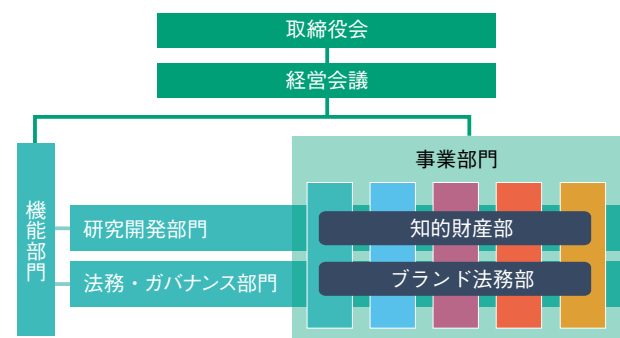 取締役会
経営会議
事業部門
機能部門
研究開発部門
知的財産部
法務・ガバナンス部門
ブランド法務部